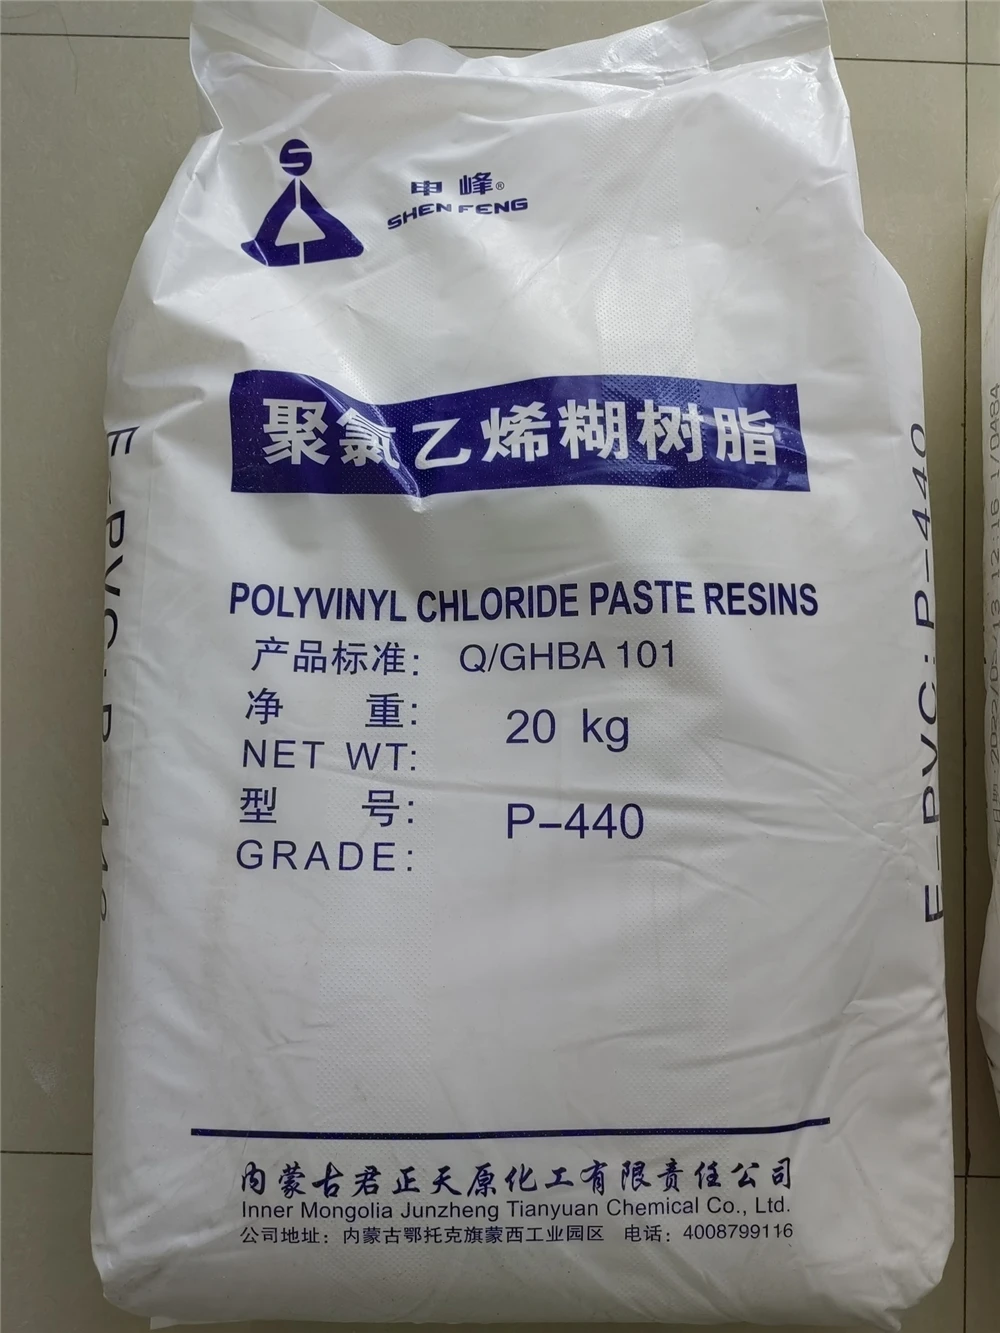 S
申峰®
SHEN FENG
聚氯乙烯糊树脂
POLYVINYL CHLORIDE PASTE RESINS
产品标准: Q/GHBA 101
净 重: 20 kg
NET WT:
型 号: P-440
GRADE:
内蒙古君正天原化工有限责任公司
Inner Mongolia Junzheng Tianyuan Chemical Co., Ltd.
公司地址: 内蒙古鄂托克旗蒙西工业园区 电话: 4008799116
E-PVC: P-440